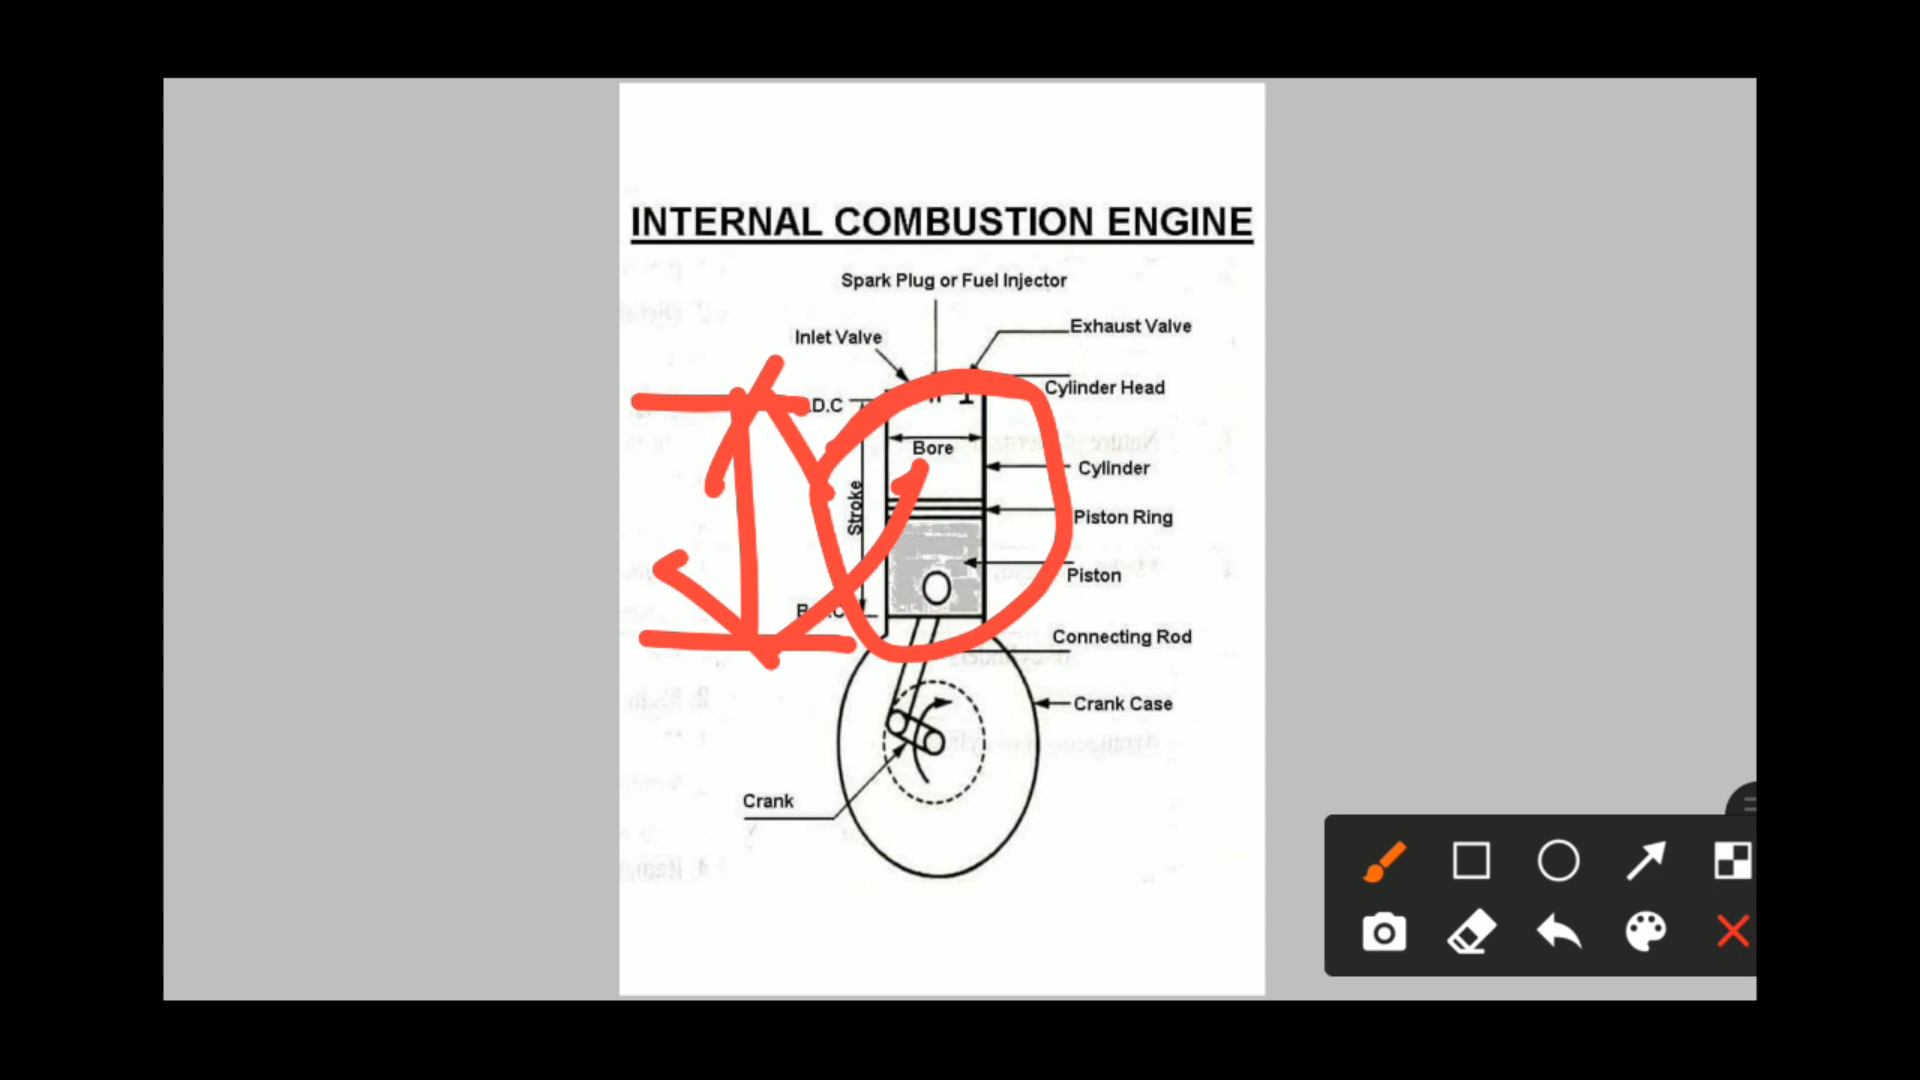 INTERNAL COMBUSTION ENGINE
Spark Plug or Fuel Injector
Exhaust Valve
Inlet Valve
Cylinder Head
.D.C
Bore
Cylinder
Stroke
Piston Ring
Piston
Connecting Rod
Crank Case
Crank